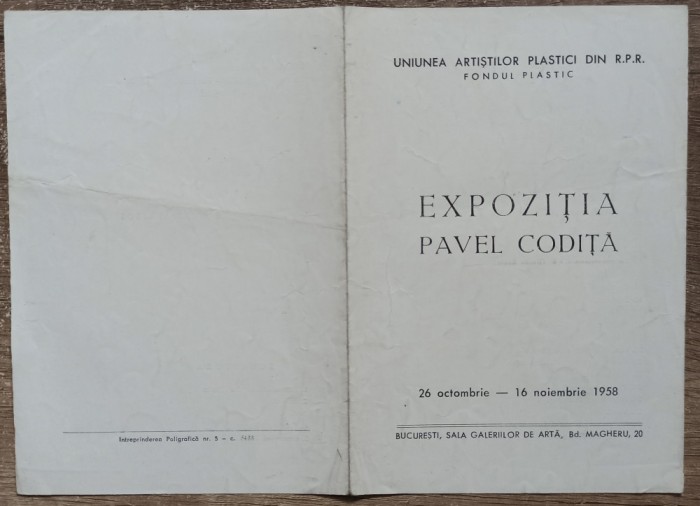 UNIUNEA ARTIȘTILOR PLASTICI DIN R.P.R.
FONDUL PLASTIC
EXPOZIȚIA
PAVEL CODIȚĂ
26 octombrie — 16 noiembrie 1958
BUCUREȘTI, SALA GALERIILOR DE ARTĂ, Bd. MAGHERU, 20
Intreprinderea Poligrafică nr. 5 — c.